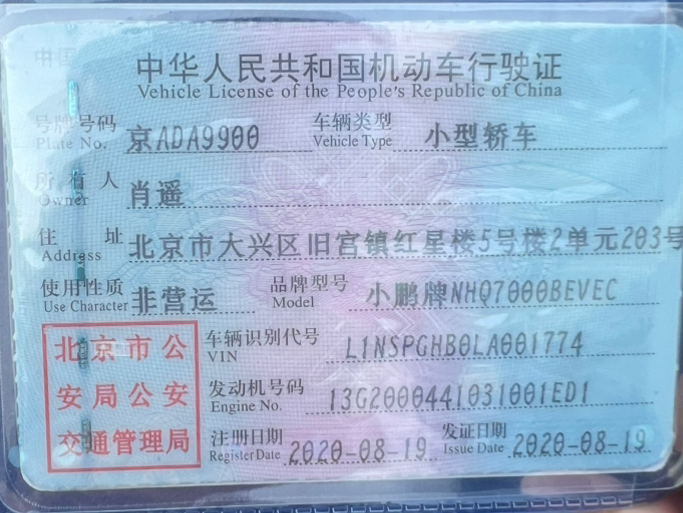 中华人民共和国机动车行驶证
Vehicle License of the People's Republic of China
号牌号码 京ADA9900 车辆类型 小型轿车
Plate No. Vehicle Type
所有人 肖遥
Owner
住址 北京市大兴区旧宫镇红星楼5号楼2单元203号
Address
使用性质 非营运 品牌型号 小鹏牌NHQ7000BEVEC
Use Character Model
北京市公 车辆识别代号 L1NSPGHB0LA001774
VIN
安局公安 发动机号码 13G2000441031001ED1
Engine No.
交通管理局 注册日期 2020-08-19 发证日期 2020-08-19
Register Date Issue Date